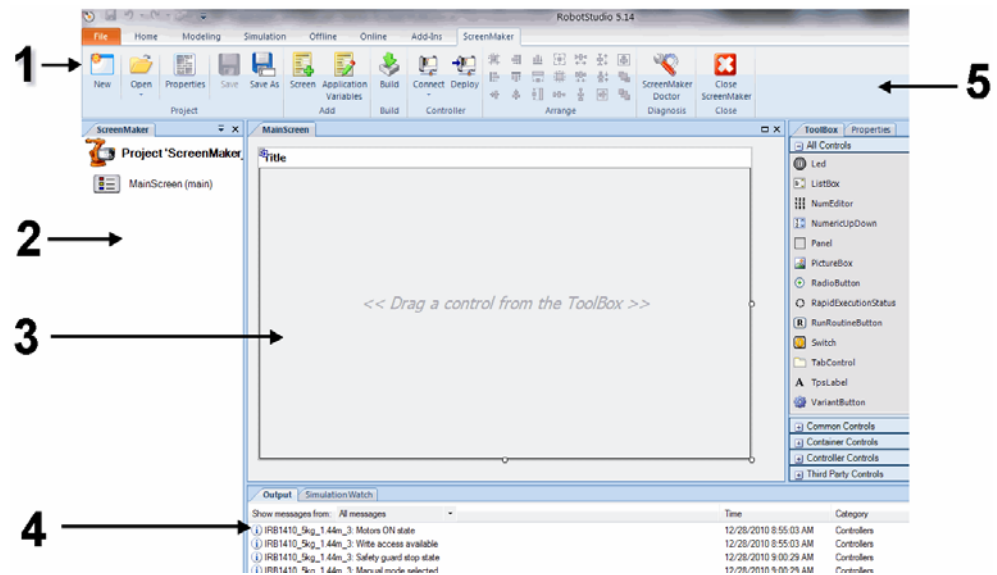 RobotStudio 5.14
File Home Modeling Simulation Offline Online Add-Ins ScreenMaker
1
New Open Properties Save Save As Screen Application Variables Build Connect Deploy ScreenMaker Doctor Close ScreenMaker
5
Project Add Build Controller Arrange Diagnosis Close
ScreenMaker
MainScreen
ToolBox Properties
Project 'ScreenMaker_
MainScreen (main)
2
Title
<< Drag a control from the ToolBox >>
3
All Controls
Led
ListBox
NumEditor
NumericUpDown
Panel
PictureBox
RadioButton
RapidExecutionStatus
R RunRoutineButton
Switch
TabControl
A TpsLabel
VariantButton
Common Controls
Container Controls
Controller Controls
Third Party Controls
Output Simulation Watch
Show messages from: All messages Time Category
4
IRB1410_5kg_1.44m_3: Motors ON state 12/28/2010 8:55:03 AM Controllers
IRB1410_5kg_1.44m_3: Write access available 12/28/2010 8:55:03 AM Controllers
IRB1410_5kg_1.44m_3: Safety guard stop state 12/28/2010 9:00:29 AM Controllers
IRB1410_5kg_1.44m_3: Manual mode selected 12/28/2010 9:00:29 AM Controllers